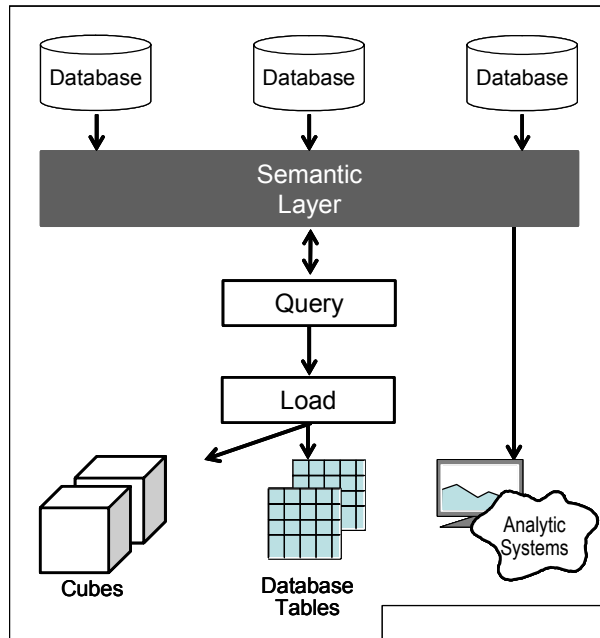 Database
Database
Database
Semantic
Layer
Query
Load
Cubes
Database
Tables
Analytic
Systems